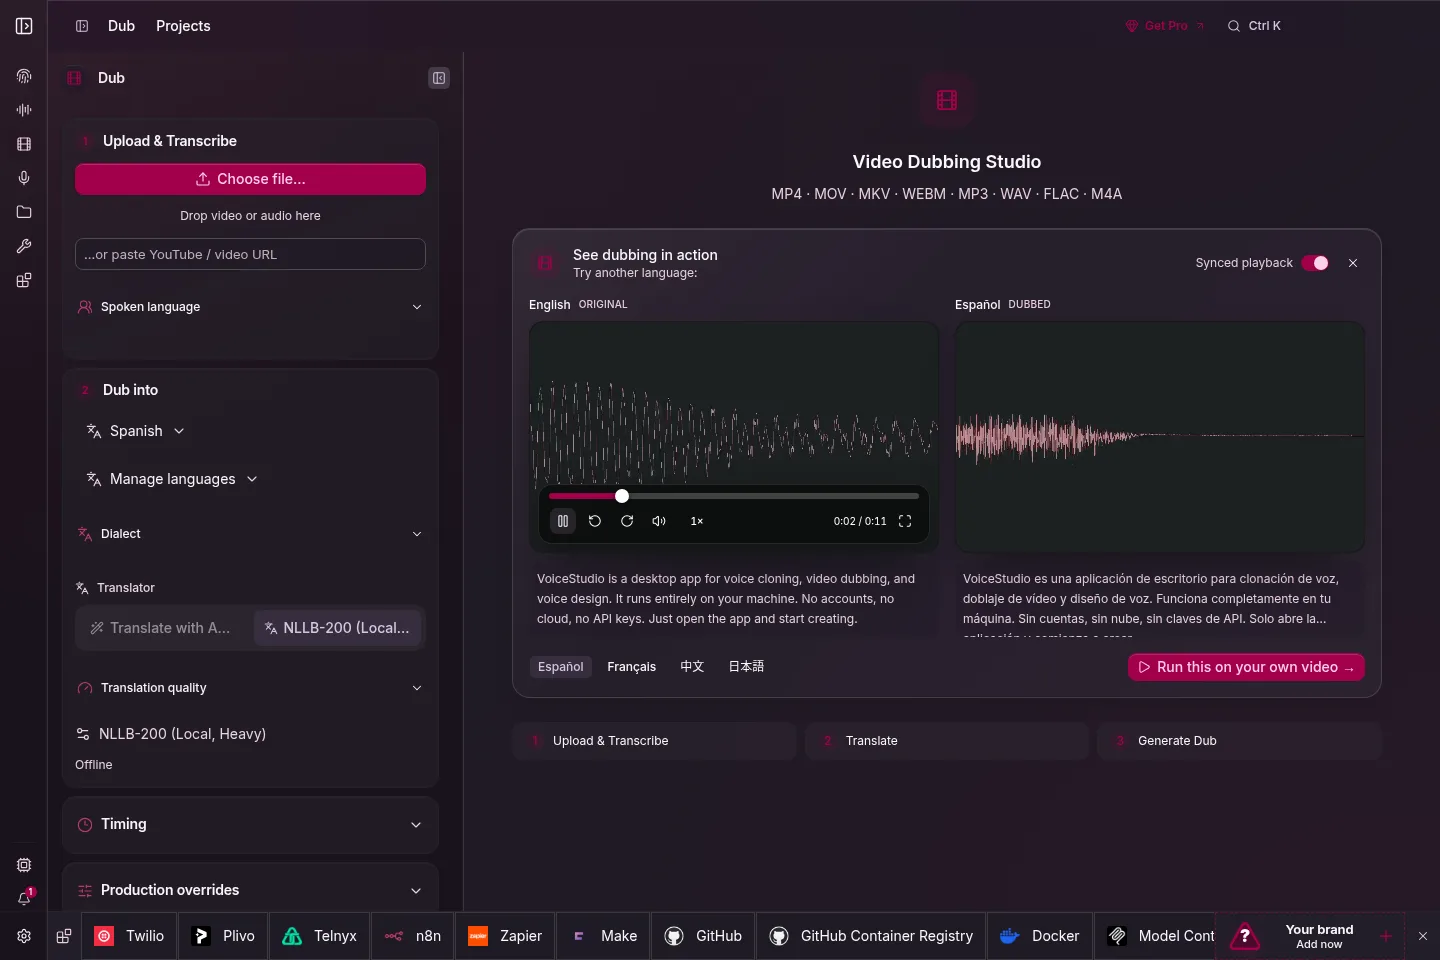 Dub
Projects
Get Pro
Ctrl K
Dub
1
Upload & Transcribe
Choose file...
Drop video or audio here
...or paste YouTube / video URL
Spoken language
2
Dub into
Spanish
Manage languages
Dialect
Translator
Translate with A...
NLLB-200 (Local...
Translation quality
NLLB-200 (Local, Heavy)
Offline
Timing
Production overrides
Video Dubbing Studio
MP4 · MOV · MKV · WEBM · MP3 · WAV · FLAC · M4A
See dubbing in action
Try another language:
Synced playback
English ORIGINAL
Español DUBBED
1×
0:02 / 0:11
VoiceStudio is a desktop app for voice cloning, video dubbing, and
voice design. It runs entirely on your machine. No accounts, no
cloud, no API keys. Just open the app and start creating.
VoiceStudio es una aplicación de escritorio para clonación de voz,
doblaje de vídeo y diseño de voz. Funciona completamente en tu
máquina. Sin cuentas, sin nube, sin claves de API. Solo abre la...
Español
Français
中文
日本語
Run this on your own video →
1
Upload & Transcribe
2
Translate
3
Generate Dub
1
Twilio
Plivo
Telnyx
n8n
zapier
Zapier
Make
GitHub
GitHub Container Registry
Docker
Model Cont
?
Your brand
Add now